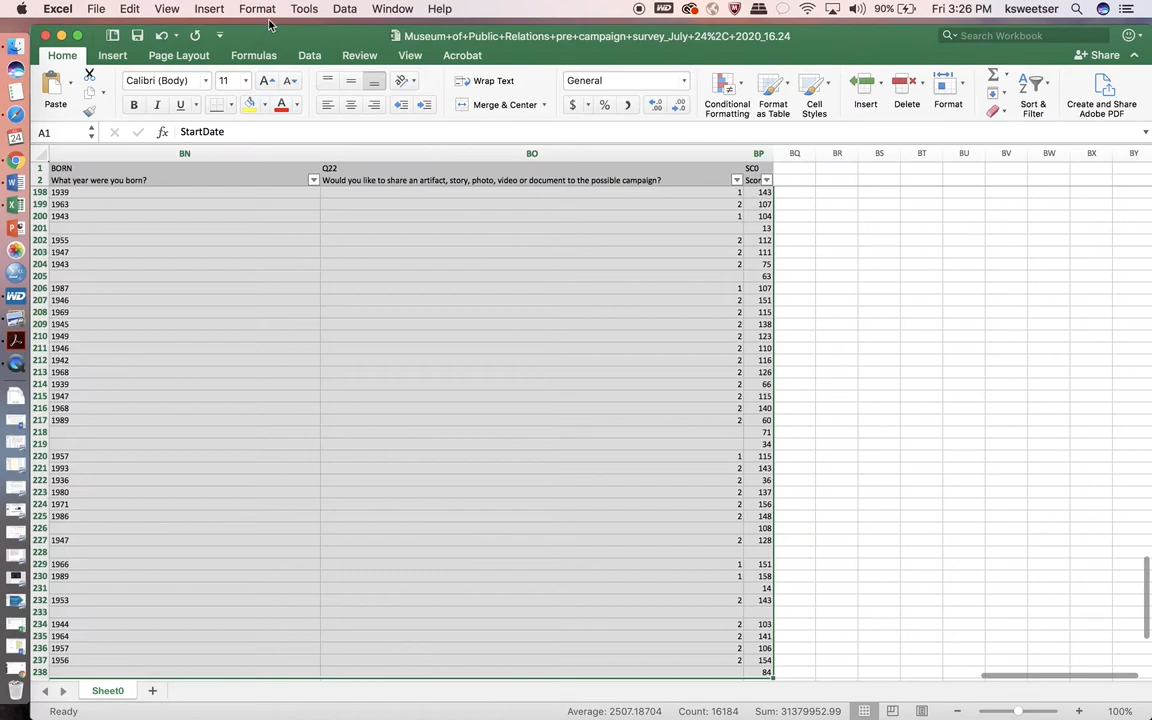 Excel File Edit View Insert Format Tools Data Window Help 90% Fri 3:26 PM ksweetser
Museum+of+Public+Relations+pre+campaign+survey_July +24%2C+2020_16.24 Search Workbook
Home Insert Page Layout Formulas Data Review View Acrobat Share
Paste Calibri (Body) 11 A A Wrap Text General Conditional Formatting Format as Table Cell Styles Insert Delete Format Sort & Filter Create and Share Adobe PDF
B I U A Merge & Center $ %
A1 fx StartDate
BN BO BP BQ BR BS BT BU BV BX BY
1 BORN Q22 SC0
2 What year were you born? Would you like to share an artifact, story, photo, video or document to the possible campaign? Scor
198 1939 1 143
199 1963 2 107
200 1943 1 104
201 13
202 1955 2 112
203 1947 2 111
204 1943 2 75
205 63
206 1987 1 107
207 1946 2 151
208 1969 2 115
209 1945 2 138
210 1949 2 123
211 1946 2 110
212 1942 2 116
213 1968 2 126
214 1939 2 66
215 1947 2 115
216 1968 2 140
217 1989 2 60
218 71
219 34
220 1957 1 115
221 1993 2 143
222 1936 2 36
223 1980 2 137
224 1971 2 156
225 1986 2 148
226 108
227 1947 2 128
228
229 1966 1 151
230 1989 1 158
231 14
232 1953 2 143
233
234 1944 2 103
235 1964 2 141
236 1957 2 106
237 1956 2 154
238 84
Sheet0
Ready Average: 2507.18704 Count: 16184 Sum: 31379952.99 100%